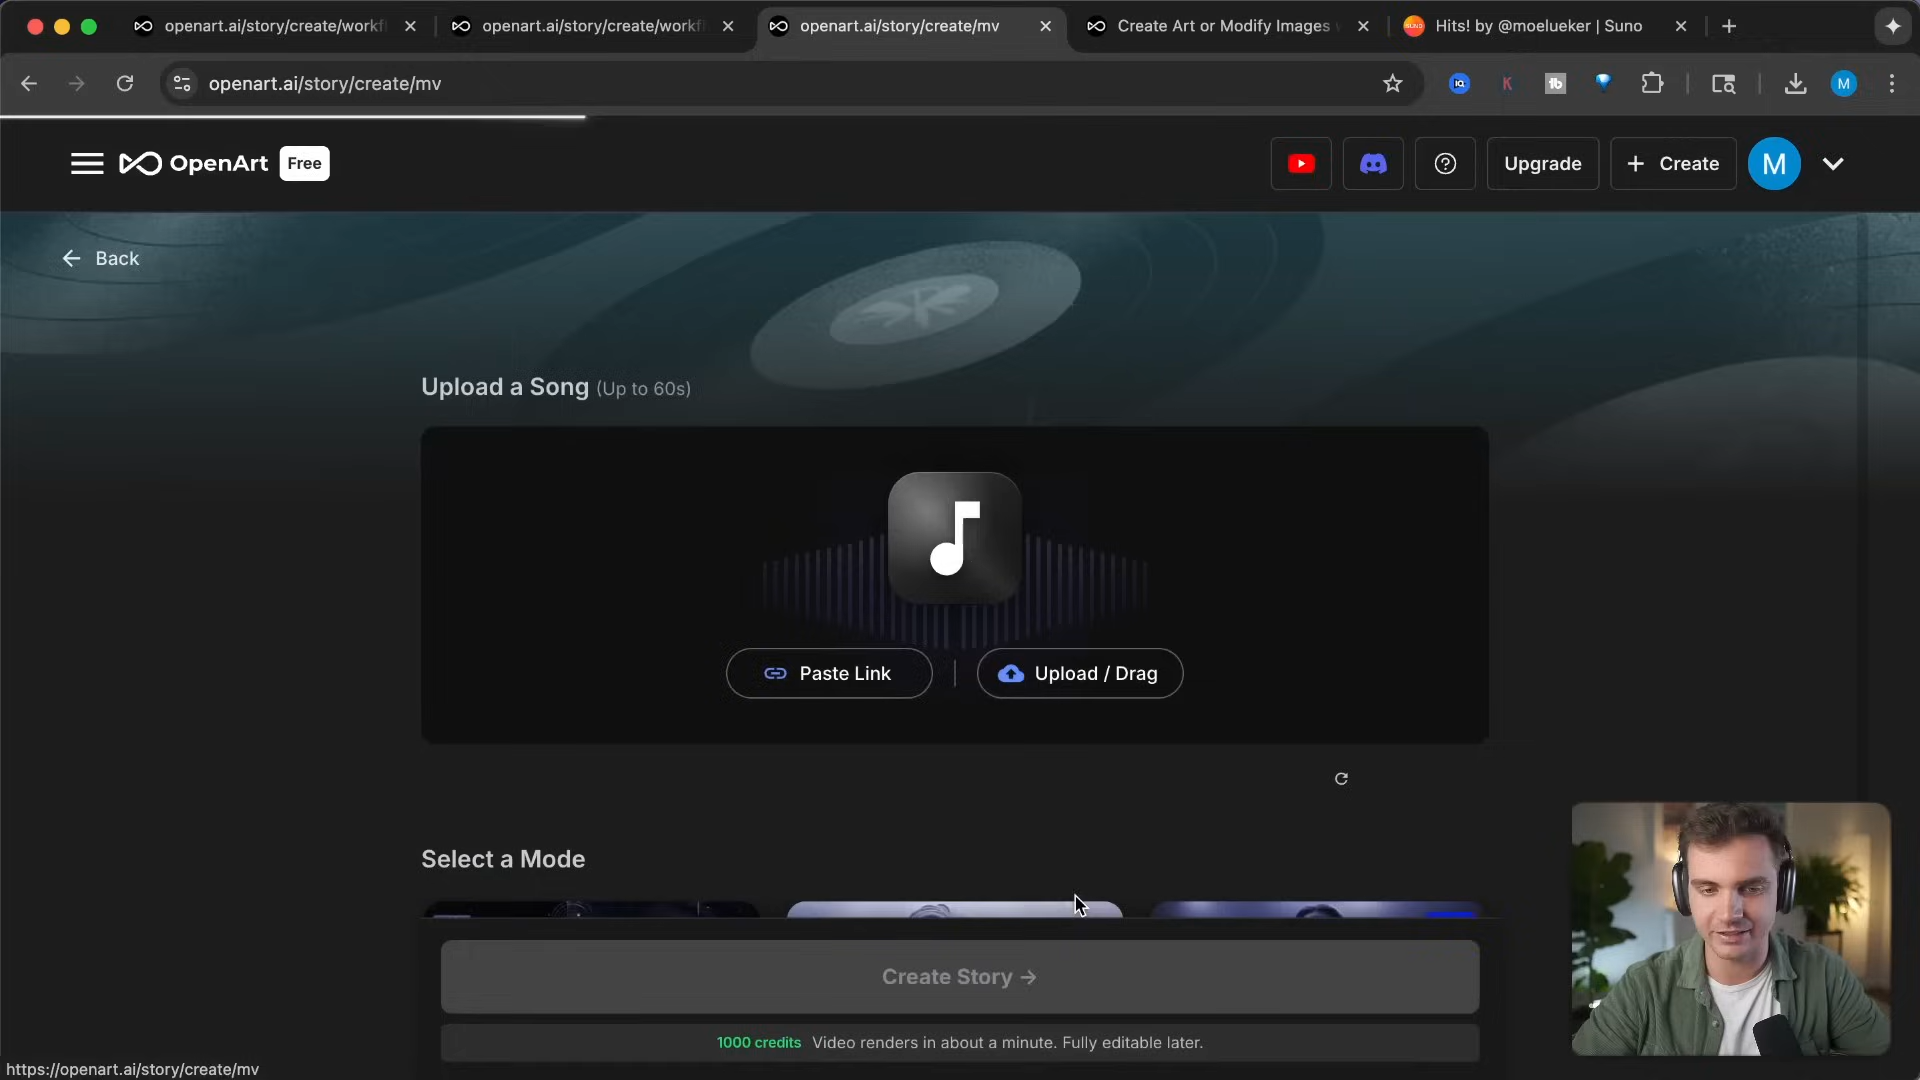 openart.ai/story/create/workfl
openart.ai/story/create/workfl
openart.ai/story/create/mv
Create Art or Modify Images
Hits! by @moelueker | Suno
openart.ai/story/create/mv
M
OpenArt
Free
Upgrade
+ Create
M
Back
Upload a Song (Up to 60s)
Paste Link
Upload / Drag
Select a Mode
Create Story →
1000 credits Video renders in about a minute. Fully editable later.
https://openart.ai/story/create/mv